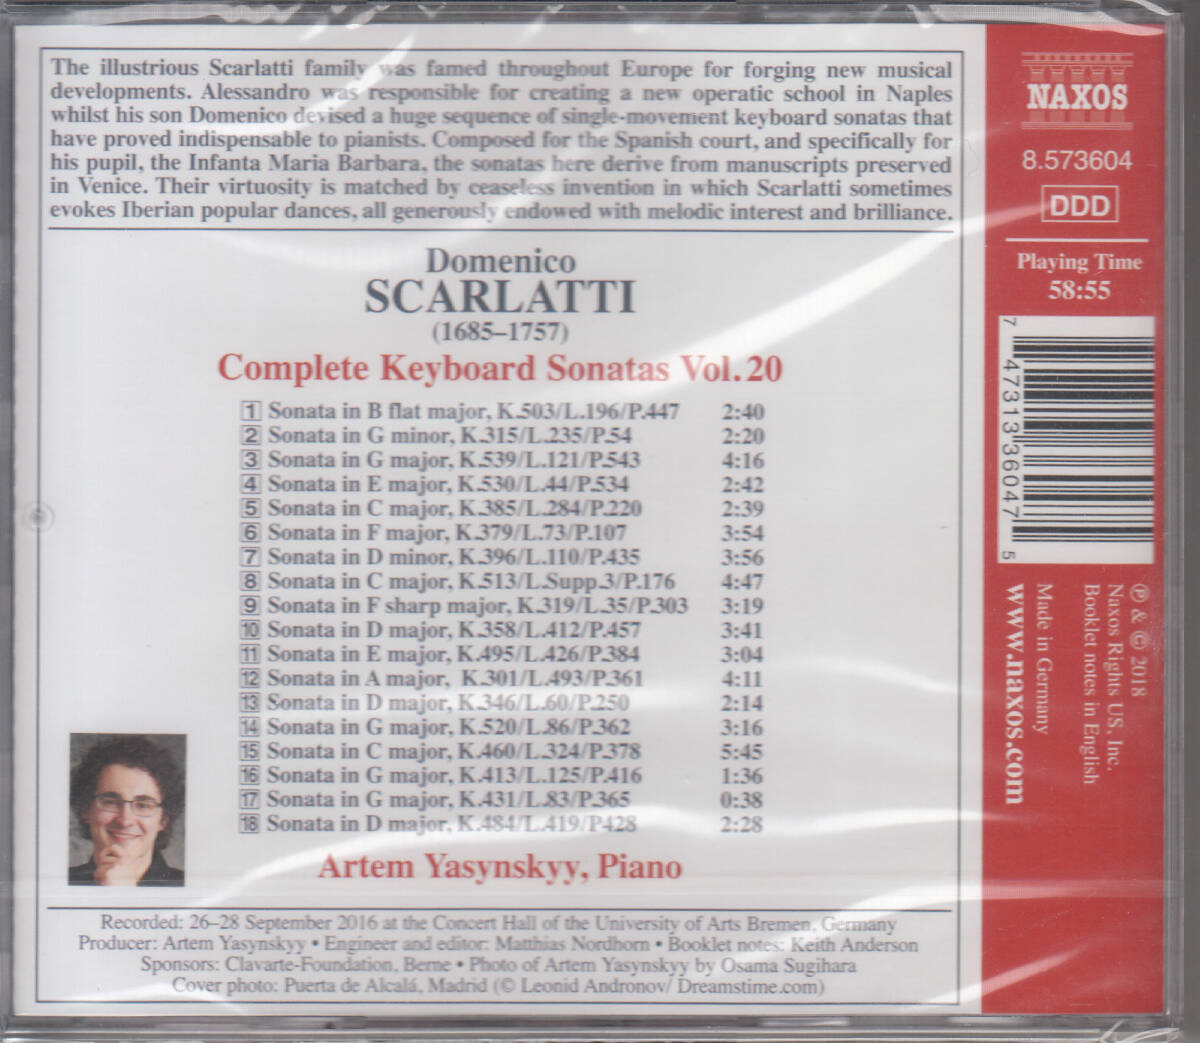 The illustrious Scarlatti family was famed throughout Europe for forging new musical
developments. Alessandro was responsible for creating a new operatic school in Naples
whilst his son Domenico devised a huge sequence of single-movement keyboard sonatas that
have proved indispensable to pianists. Composed for the Spanish court, and specifically for
his pupil, the Infanta Maria Barbara, the sonatas here derive from manuscripts preserved
in Venice. Their virtuosity is matched by ceaseless invention in which Scarlatti sometimes
evokes Iberian popular dances, all generously endowed with melodic interest and brilliance.
Domenico
SCARLATTI
(1685–1757)
Complete Keyboard Sonatas Vol.20
1 Sonata in B flat major, K.503/L.196/P.447 2:40
2 Sonata in G minor, K.315/L.235/P.54 2:20
3 Sonata in G major, K.539/L.121/P.543 4:16
4 Sonata in E major, K.530/L.44/P.534 2:42
5 Sonata in C major, K.385/L.284/P.220 2:39
6 Sonata in F major, K.379/L.73/P.107 3:54
7 Sonata in D minor, K.396/L.110/P.435 3:56
8 Sonata in C major, K.513/L.Supp.3/P.176 4:47
9 Sonata in F sharp major, K.319/L.35/P.303 3:19
10 Sonata in D major, K.358/L.412/P.457 3:41
11 Sonata in E major, K.495/L.426/P.384 3:04
12 Sonata in A major, K.301/L.493/P.361 4:11
13 Sonata in D major, K.346/L.60/P.250 2:14
14 Sonata in G major, K.520/L.86/P.362 3:16
15 Sonata in C major, K.460/L.324/P.378 5:45
16 Sonata in G major, K.413/L.125/P.416 1:36
17 Sonata in G major, K.431/L.83/P.365 0:38
18 Sonata in D major, K.484/L.419/P428 2:28
Artem Yasynskyy, Piano
Recorded: 26–28 September 2016 at the Concert Hall of the University of Arts Bremen, Germany
Producer: Artem Yasynskyy • Engineer and editor: Matthias Nordhorn • Booklet notes: Keith Anderson
Sponsors: Clavarte-Foundation, Berne • Photo of Artem Yasynskyy by Osama Sugihara
Cover photo: Puerta de Alcalá, Madrid (© Leonid Andronov/ Dreamstime.com)
NAXOS
8.573604
DDD
Playing Time
58:55
7 47313 36047 5
℗ & © 2018
Naxos Rights US, Inc.
Booklet notes in English
Made in Germany
www.naxos.com